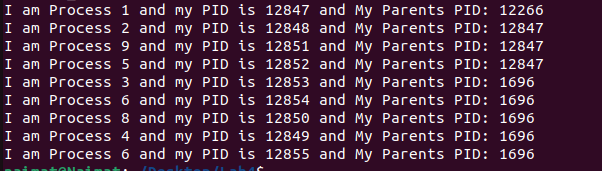 I am Process 1 and my PID is 12847 and My Parents PID: 12266
I am Process 2 and my PID is 12848 and My Parents PID: 12847
I am Process 9 and my PID is 12851 and My Parents PID: 12847
I am Process 5 and my PID is 12852 and My Parents PID: 12847
I am Process 3 and my PID is 12853 and My Parents PID: 1696
I am Process 6 and my PID is 12854 and My Parents PID: 1696
I am Process 8 and my PID is 12850 and My Parents PID: 1696
I am Process 4 and my PID is 12849 and My Parents PID: 1696
I am Process 6 and my PID is 12855 and My Parents PID: 1696